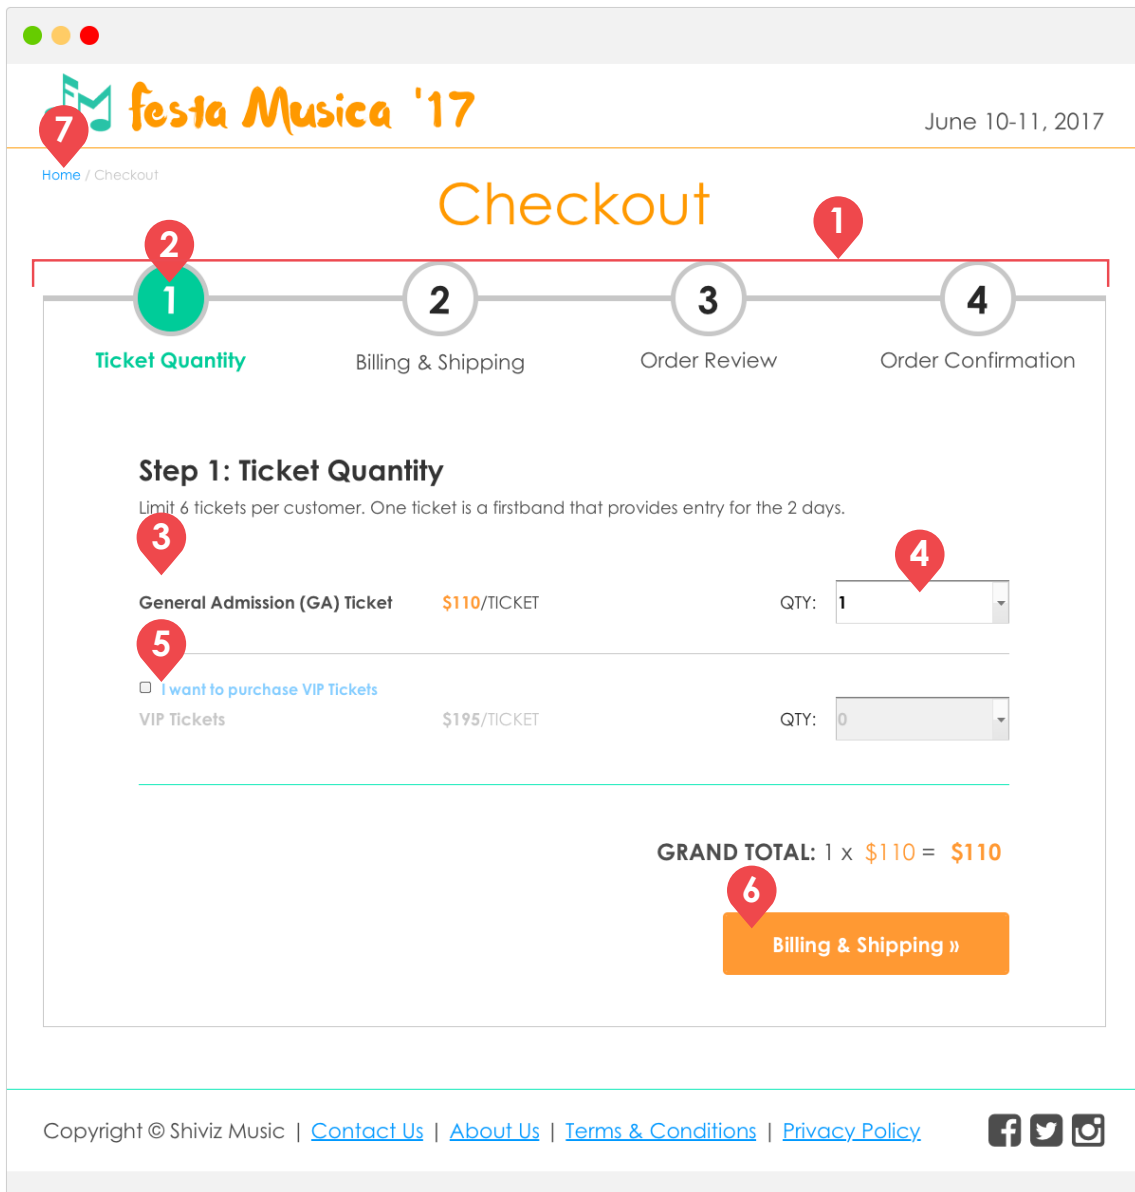 festa Musica '17
June 10-11, 2017
7
Home / Checkout
Checkout
1
2
1 2 3 4
Ticket Quantity Billing & Shipping Order Review Order Confirmation
Step 1: Ticket Quantity
Limit 6 tickets per customer. One ticket is a firstband that provides entry for the 2 days.
3
4
General Admission (GA) Ticket $110/TICKET QTY: 1
5
I want to purchase VIP Tickets
VIP Tickets $195/TICKET QTY: 0
GRAND TOTAL: 1 x $110 = $110
6
Billing & Shipping »
Copyright © Shiviz Music | Contact Us | About Us | Terms & Conditions | Privacy Policy